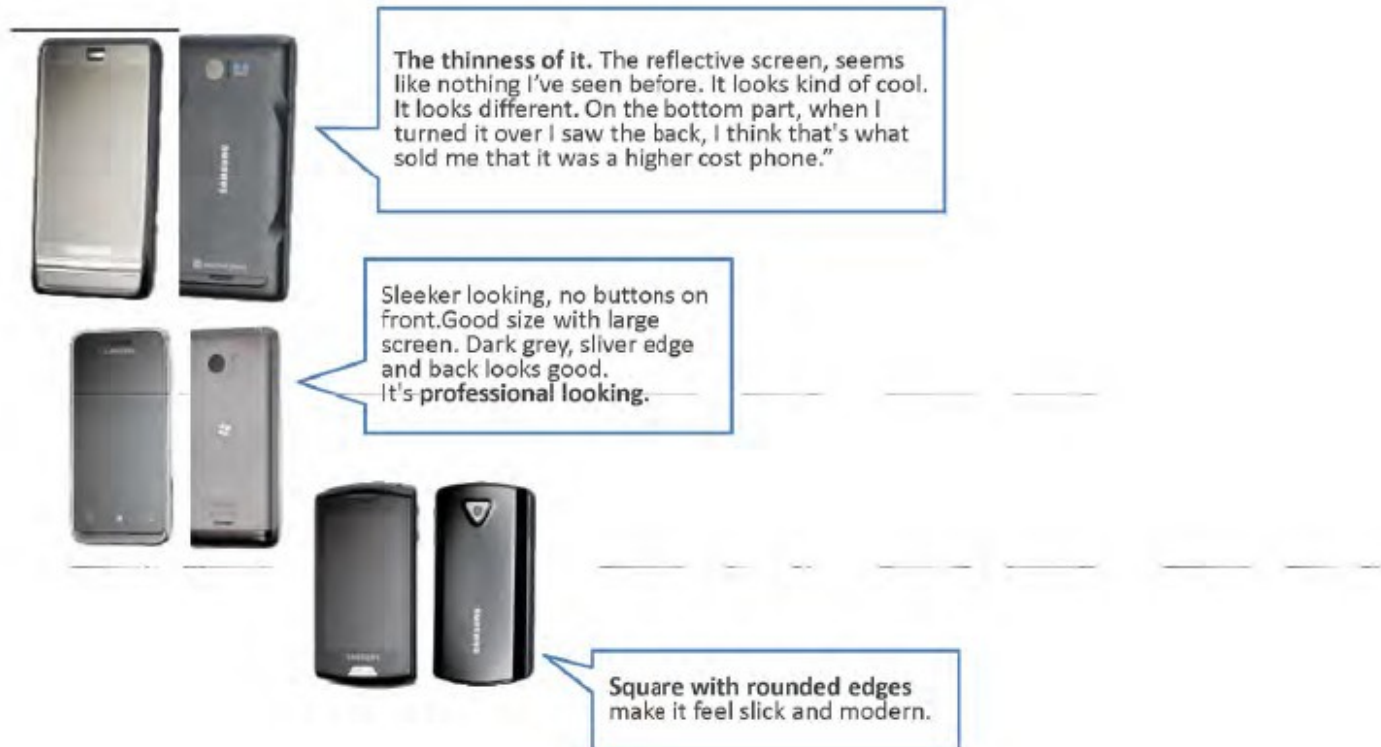 The thinness of it. The reflective screen, seems
like nothing I've seen before. It looks kind of cool.
It looks different. On the bottom part, when I
turned it over I saw the back, I think that's what
sold me that it was a higher cost phone.”
SAMSUNG
Sleeker looking, no buttons on
front.Good size with large
screen. Dark grey, sliver edge
and back looks good.
It's professional looking.
SAMSUNG
SAMSUNG
Square with rounded edges
make it feel slick and modern.